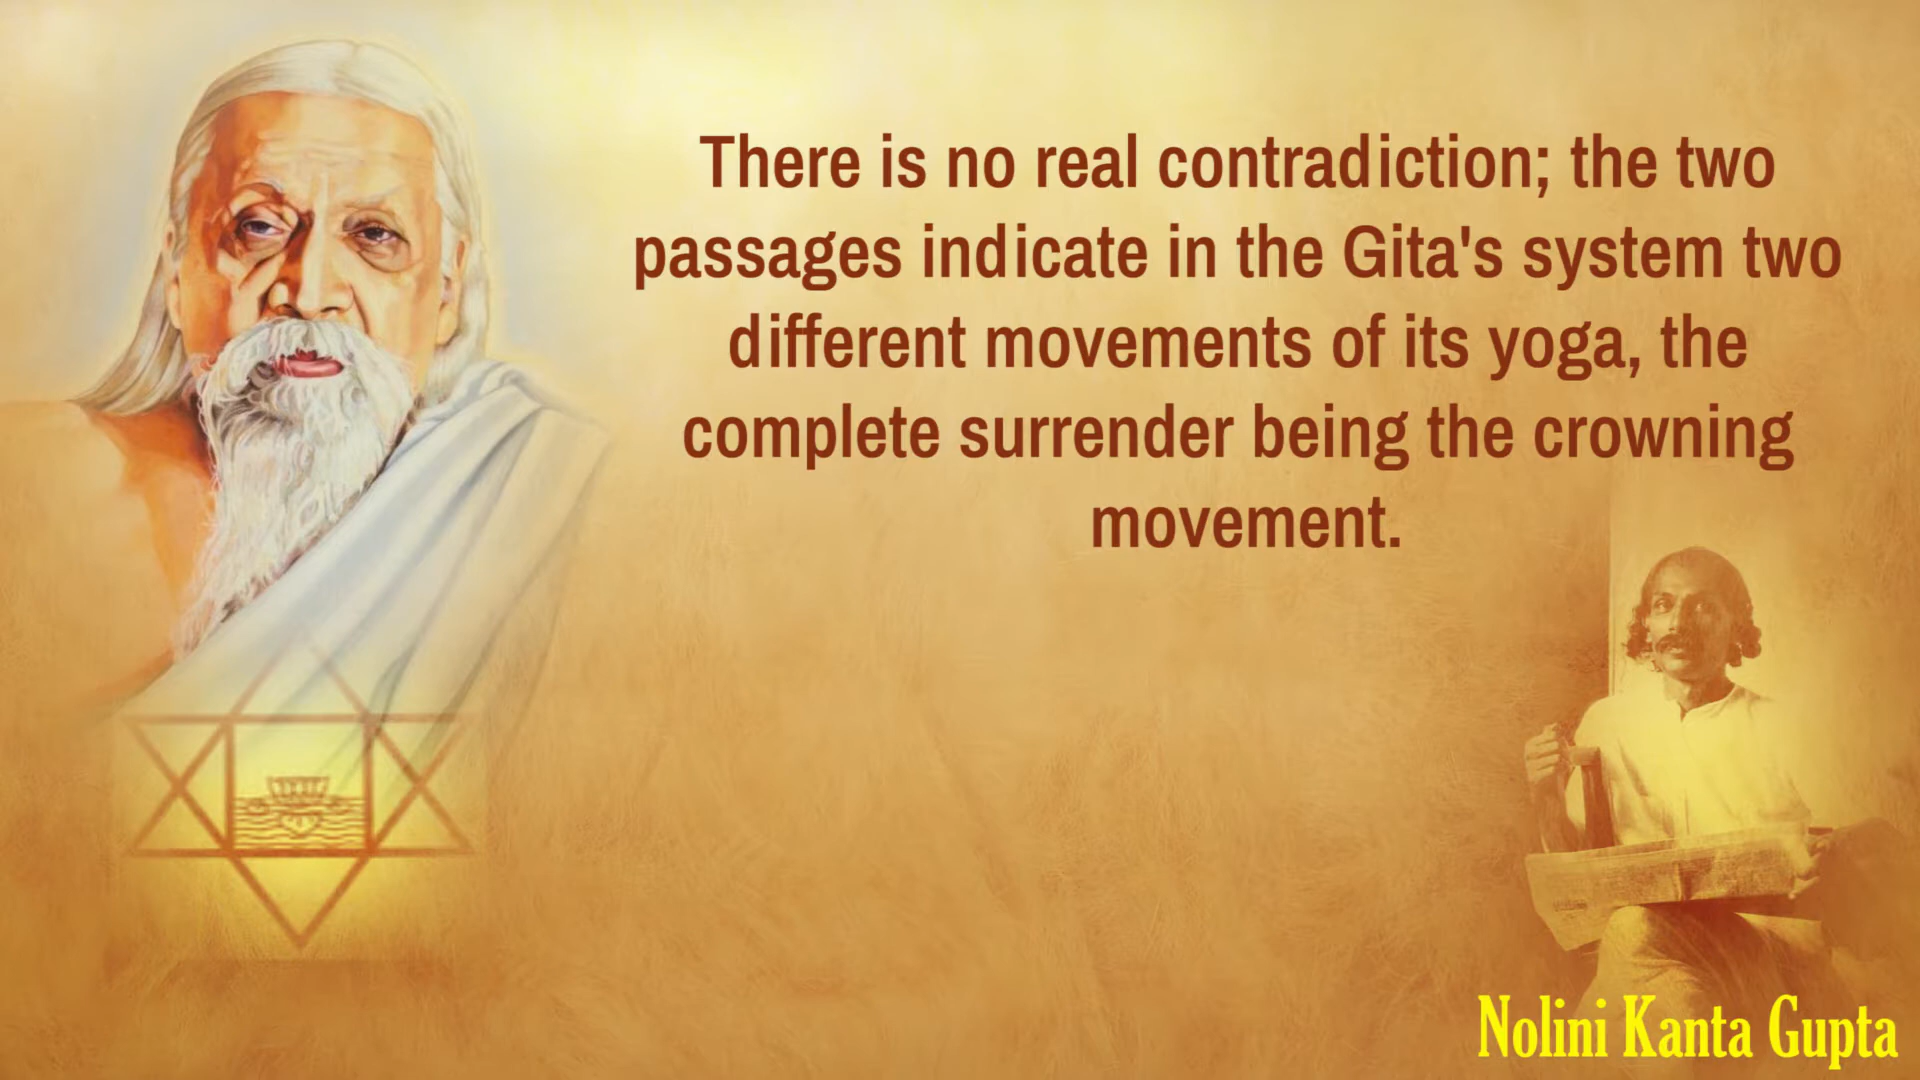 There is no real contradiction; the two
passages indicate in the Gita's system two
different movements of its yoga, the
complete surrender being the crowning
movement.
Nolini Kanta Gupta